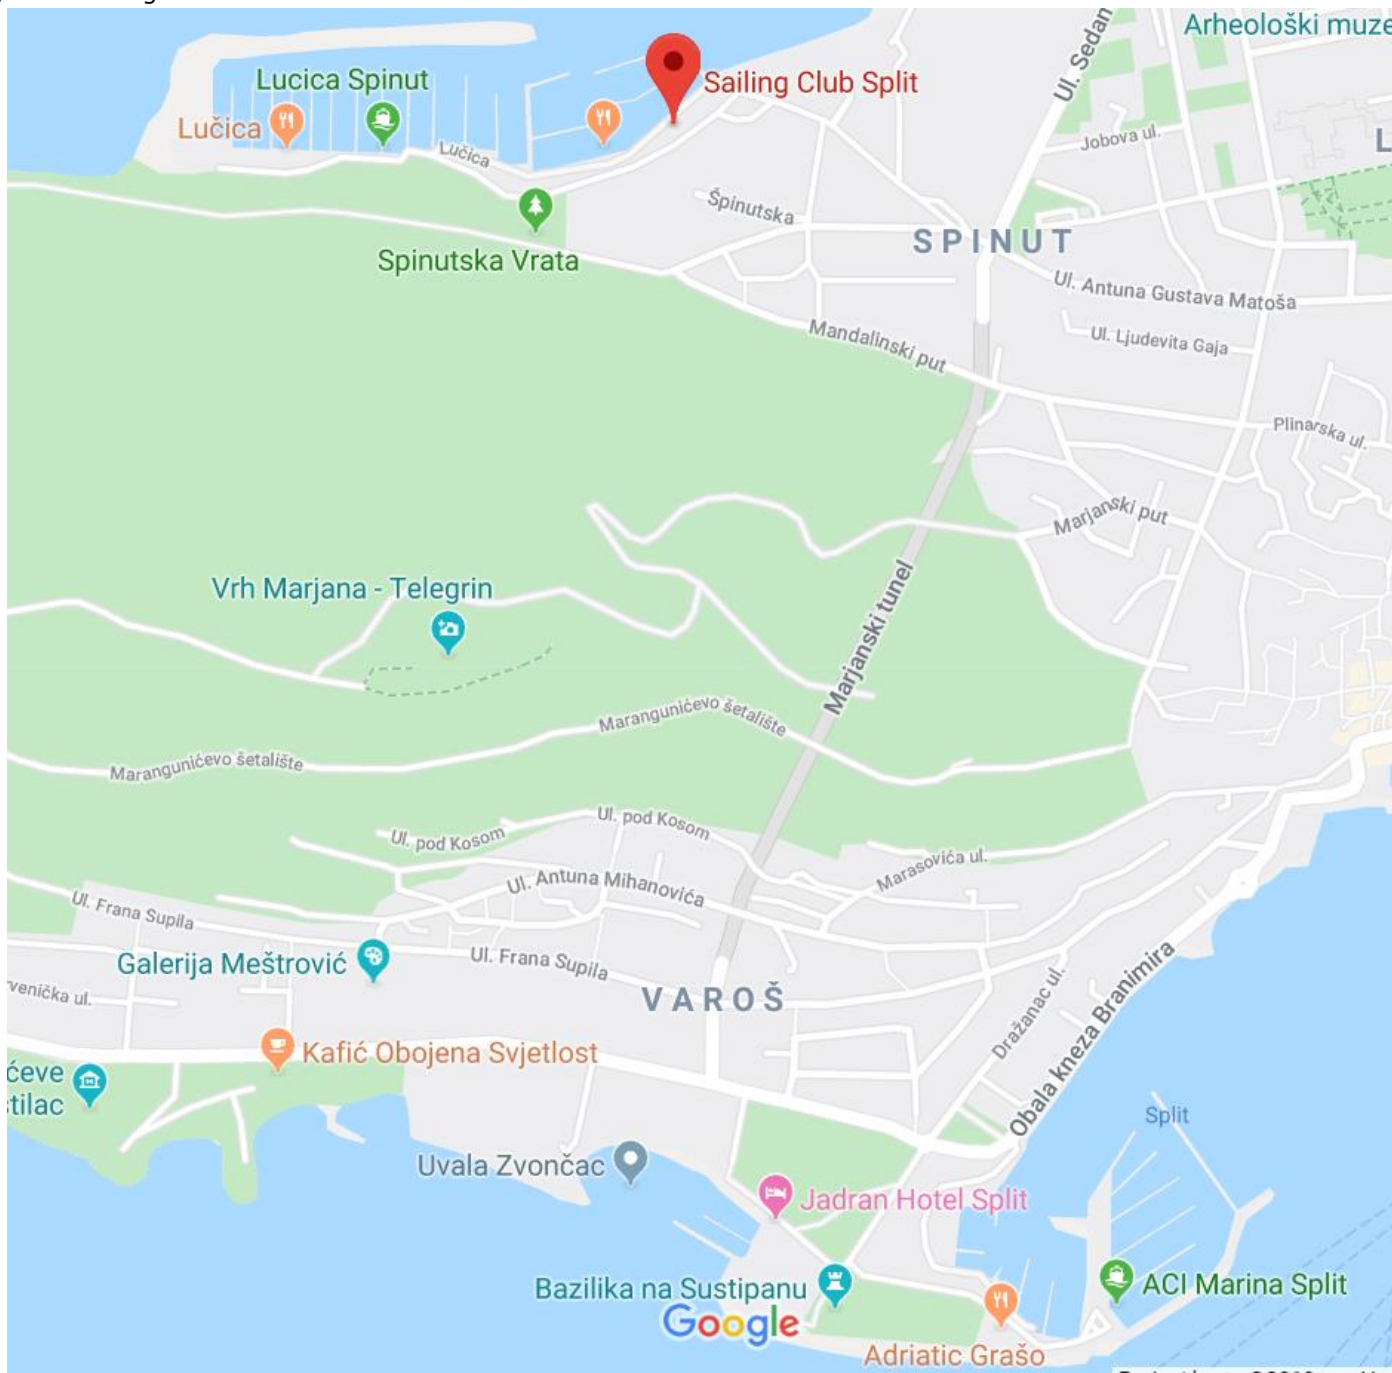 Arheološki muze
Ul. Sedan
Sailing Club Split
Lucica Spinut
Lučica
Lučica
Jobova ul.
L
Špinutska
SPINUT
Spinutska Vrata
Ul. Antuna Gustava Matoša
Mandalinski put
Ul. Ljudevita Gaja
Plinarska ul.
Marjanski put
Vrh Marjana - Telegrin
Marjanski tunel
Marangunićevo šetalište
Marangunićevo šetalište
Ul. pod Kosom
Ul. pod Kosom
Marasovića ul.
Ul. Antuna Mihanovića
Ul. Frana Supila
Galerija Meštrović
Ul. Frana Supila
venička ul.
VAROŠ
Dražanac ul.
Obala kneza Branimira
Kafić Obojena Svjetlost
ćeve
tilac
Split
Uvala Zvončac
Jadran Hotel Split
Bazilika na Sustipanu
ACI Marina Split
Google
Adriatic Grašo